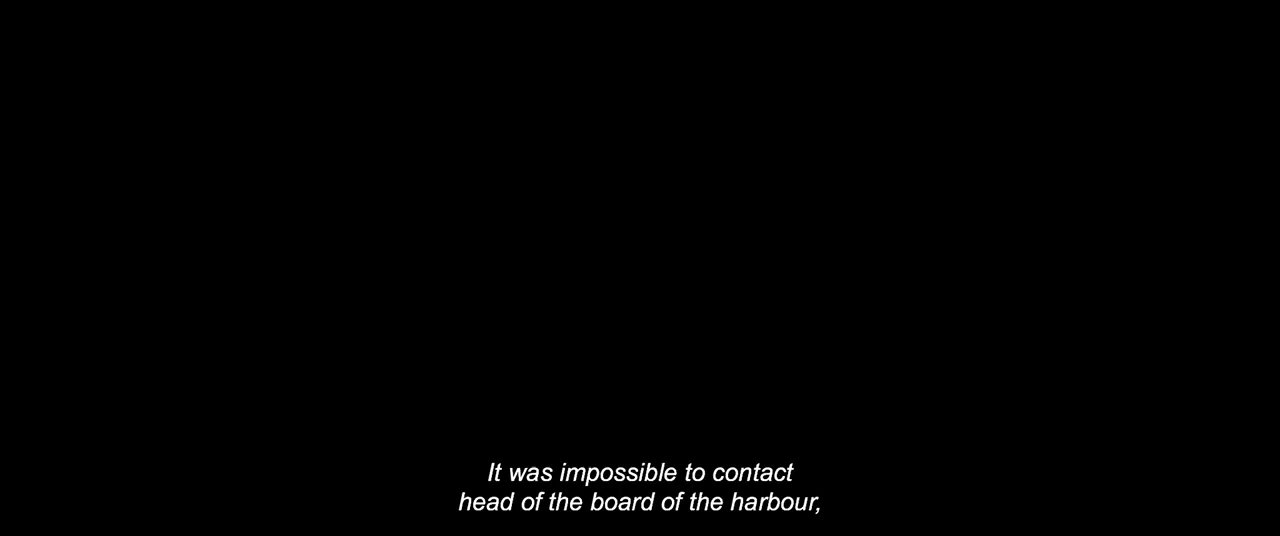 It was impossible to contact
head of the board of the harbour,